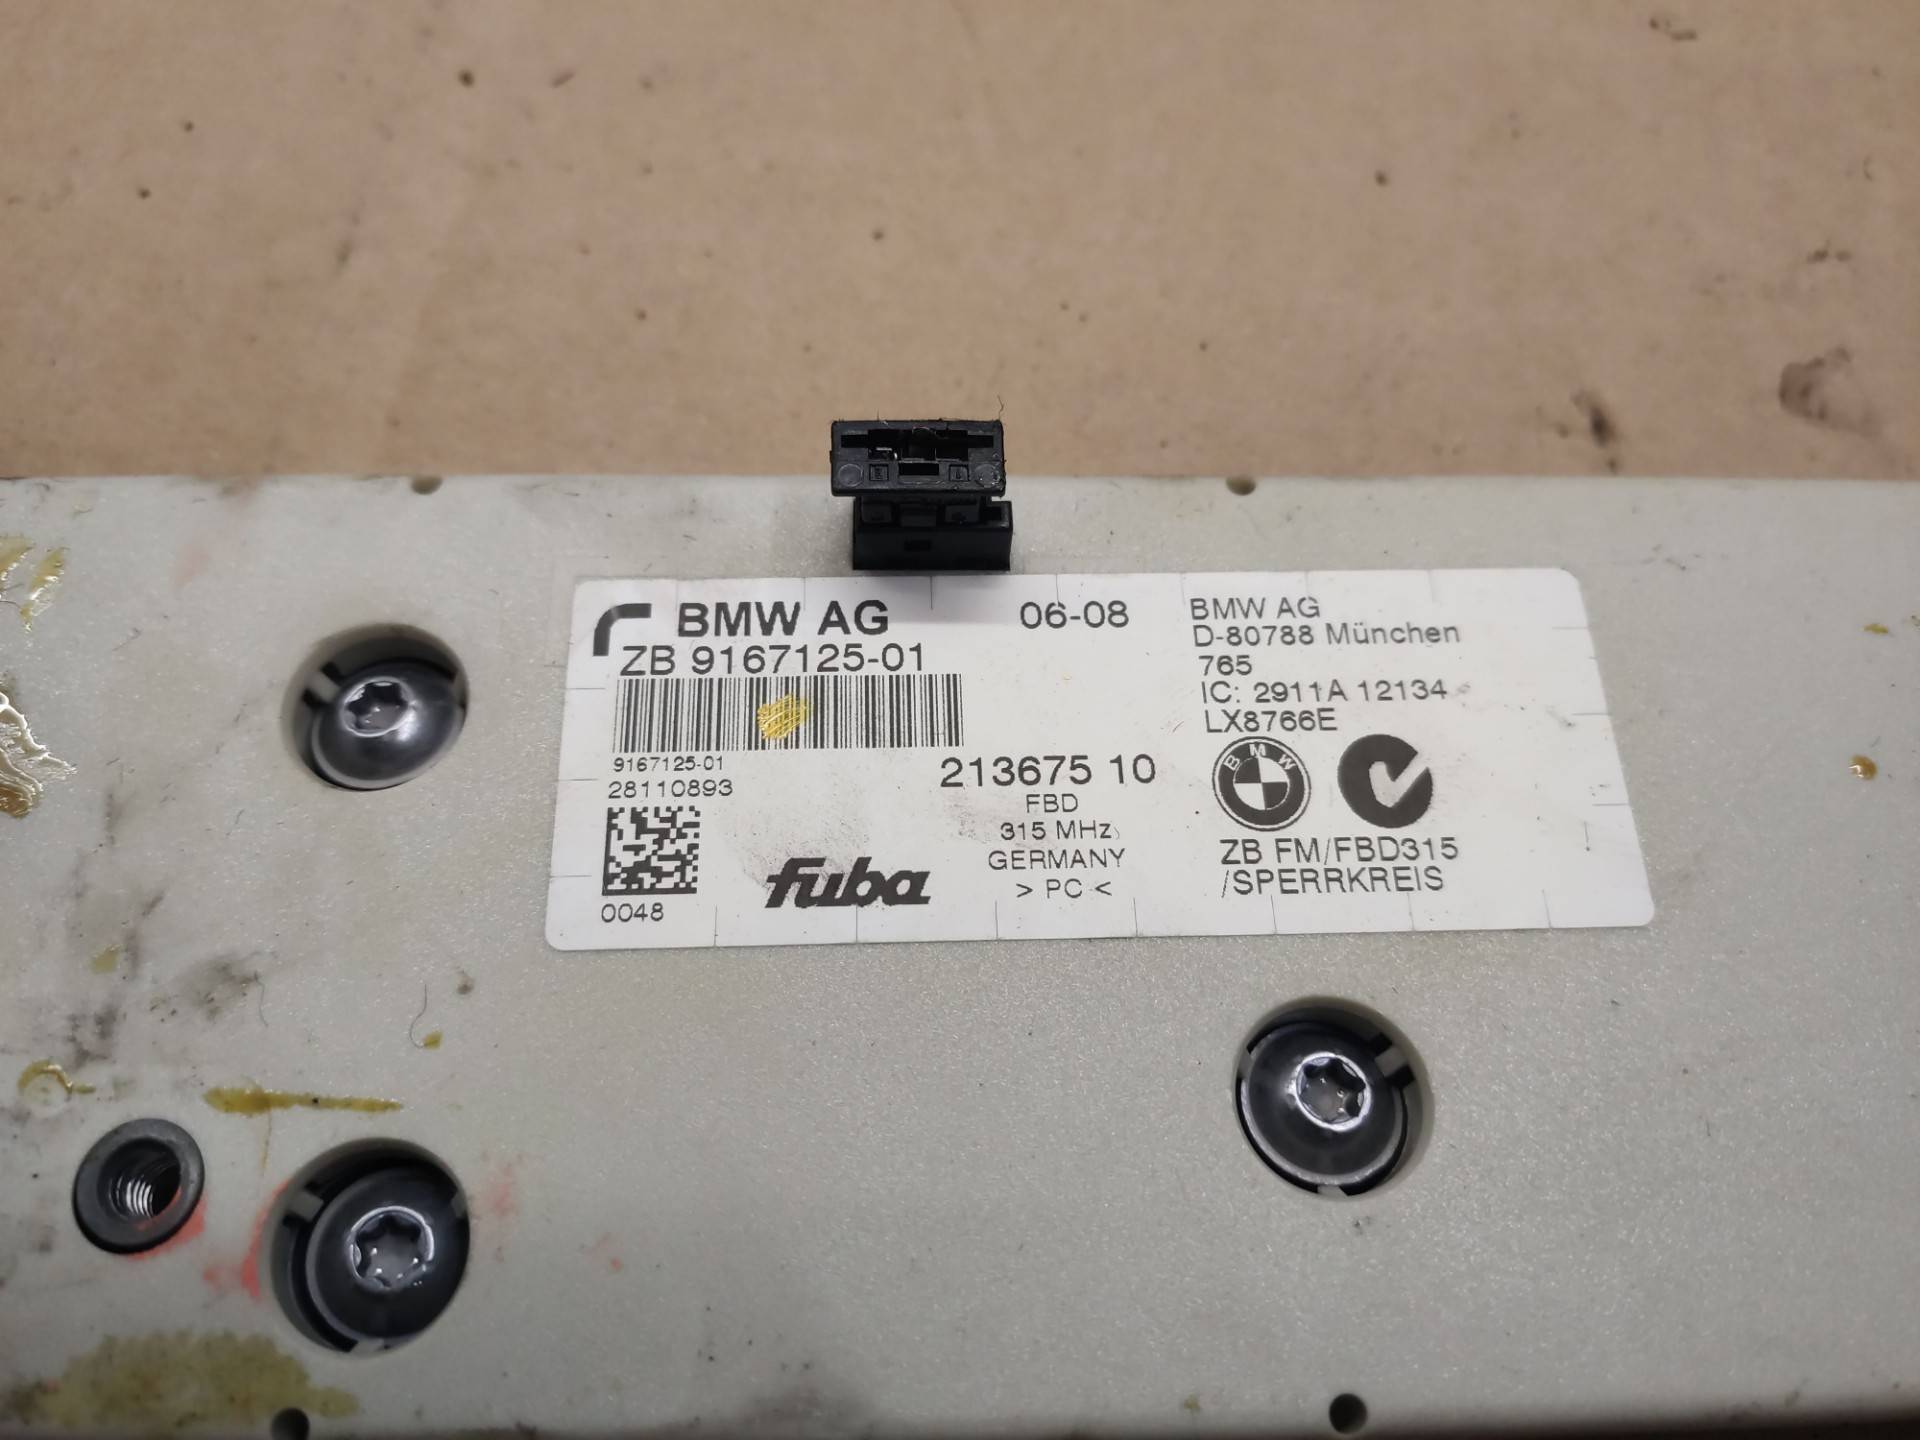 BMW AG 06-08
ZB 9167125-01
9167125-01
28110893
213675 10
FBD
315 MHz
GERMANY
> PC <
fuba
0048
BMW AG
D-80788 München
765
IC: 2911A 12134
LX8766E
BMW
ZB FM/FBD315
/SPERRKREIS